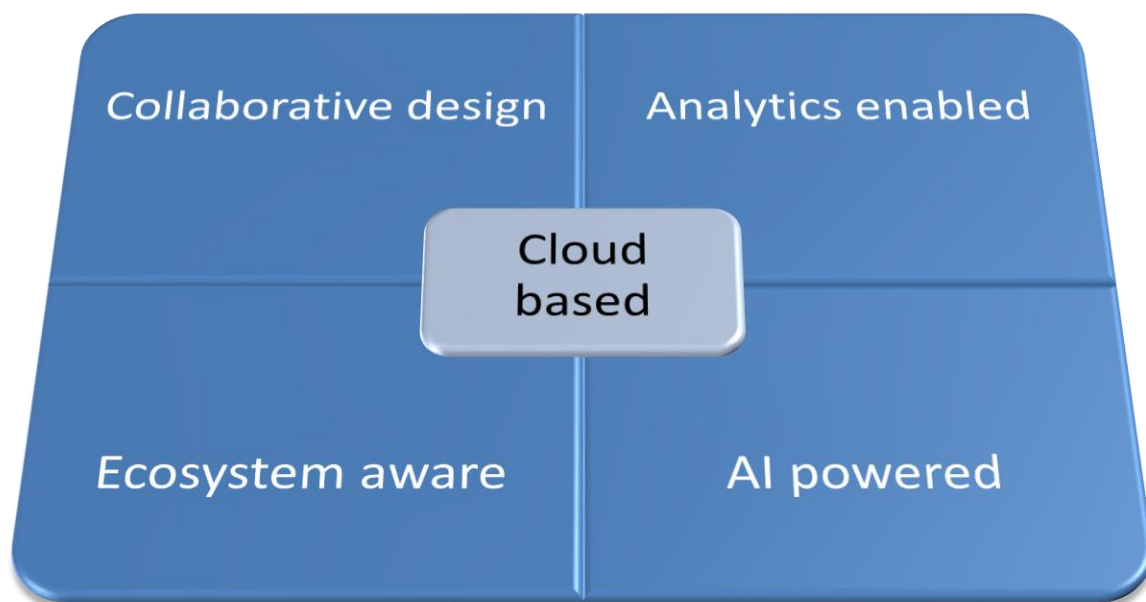 Collaborative design
Analytics enabled
Cloud
based
Ecosystem aware
AI powered